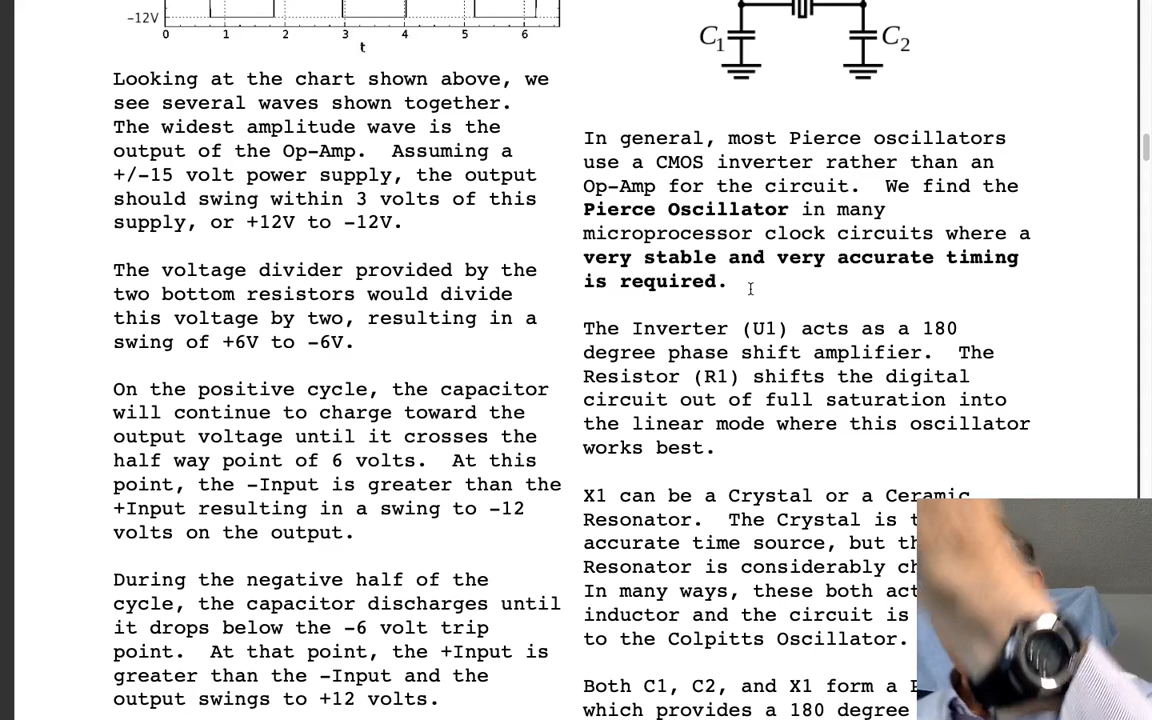 -12V
0 1 2 3 4 5 6
t
Looking at the chart shown above, we
see several waves shown together.
The widest amplitude wave is the
output of the Op-Amp.  Assuming a
+/-15 volt power supply, the output
should swing within 3 volts of this
supply, or +12V to -12V.
The voltage divider provided by the
two bottom resistors would divide
this voltage by two, resulting in a
swing of +6V to -6V.
On the positive cycle, the capacitor
will continue to charge toward the
output voltage until it crosses the
half way point of 6 volts.  At this
point, the -Input is greater than the
+Input resulting in a swing to -12
volts on the output.
During the negative half of the
cycle, the capacitor discharges until
it drops below the -6 volt trip
point.  At that point, the +Input is
greater than the -Input and the
output swings to +12 volts.
C1 C2
In general, most Pierce oscillators
use a CMOS inverter rather than an
Op-Amp for the circuit.  We find the
Pierce Oscillator in many
microprocessor clock circuits where a
very stable and very accurate timing
is required.
The Inverter (U1) acts as a 180
degree phase shift amplifier.  The
Resistor (R1) shifts the digital
circuit out of full saturation into
the linear mode where this oscillator
works best.
X1 can be a Crystal or a Ceramic
Resonator.  The Crystal is
accurate time source, but
Resonator is considerably
In many ways, these both act
inductor and the circuit is
to the Colpitts Oscillator.
Both C1, C2, and X1 form a
which provides a 180 degree